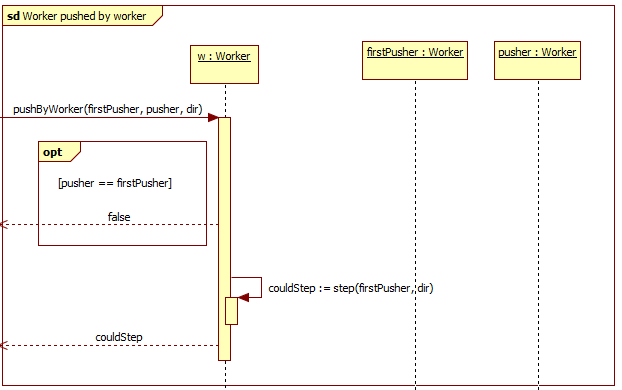 sd Worker pushed by worker
w : Worker
firstPusher : Worker
pusher : Worker
pushByWorker(firstPusher, pusher, dir)
opt
[pusher == firstPusher]
false
couldStep := step(firstPusher, dir)
couldStep